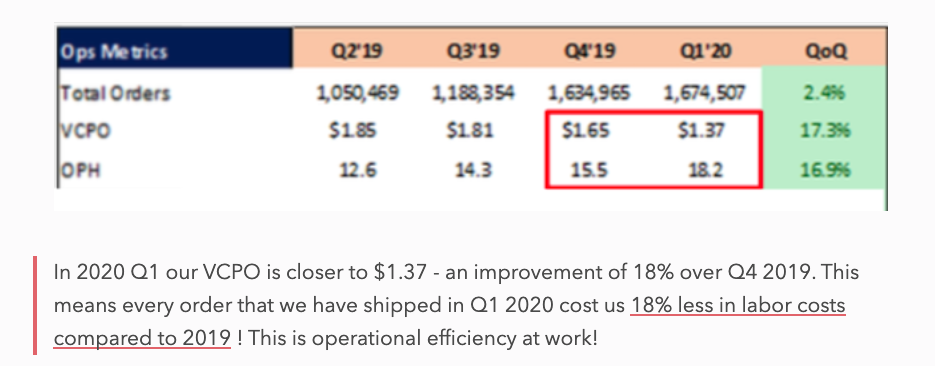 Ops Metrics Q2'19 Q3'19 Q4'19 Q1'20 QoQ
Total Orders 1,050,469 1,188,354 1,634,965 1,674,507 2.4%
VCPO $1.85 $1.81 $1.65 $1.37 17.3%
OPH 12.6 14.3 15.5 18.2 16.9%
In 2020 Q1 our VCPO is closer to $1.37 - an improvement of 18% over Q4 2019. This
means every order that we have shipped in Q1 2020 cost us 18% less in labor costs
compared to 2019 ! This is operational efficiency at work!